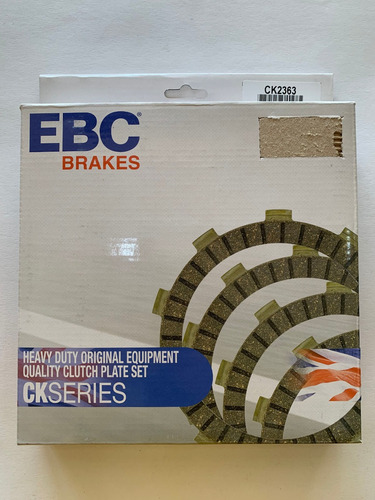 CK2363
EBC®
BRAKES
HEAVY DUTY ORIGINAL EQUIPMENT
QUALITY CLUTCH PLATE SET
CKSERIES